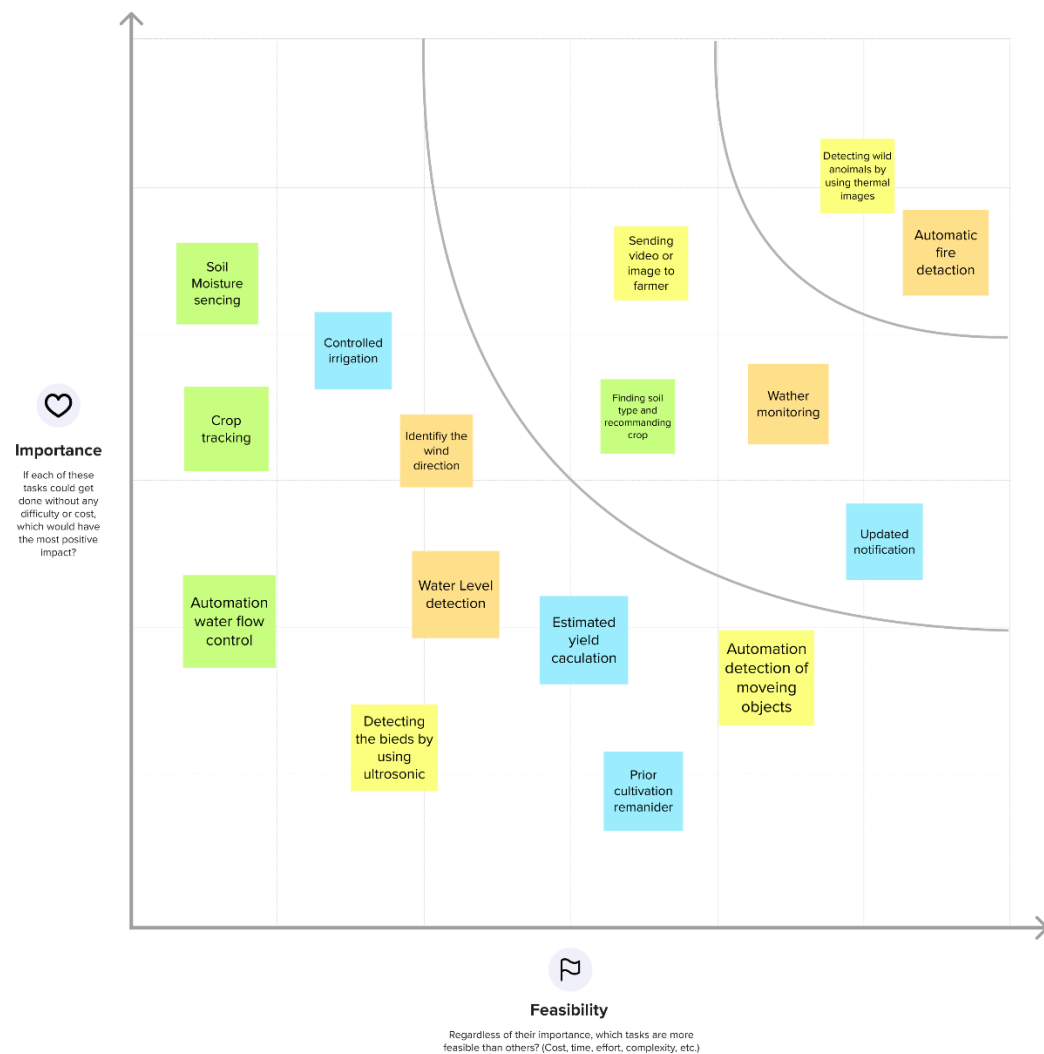 Detecting wild
anoimals by
using thermal
images
Automatic
fire
detaction
Sending
video or
image to
farmer
Soil
Moisture
sencing
Controlled
irrigation
Finding soil
type and
recommanding
crop
Wather
monitoring
Crop
tracking
Identifiy the
wind
direction
Importance
If each of these
tasks could get
done without any
difficulty or cost,
which would have
the most positive
impact?
Updated
notification
Automation
water flow
control
Water Level
detection
Estimated
yield
caculation
Automation
detection of
moveing
objects
Detecting
the bieds by
using
ultrosonic
Prior
cultivation
remanider
Feasibility
Regardless of their importance, which tasks are more
feasible than others? (Cost, time, effort, complexity, etc.)